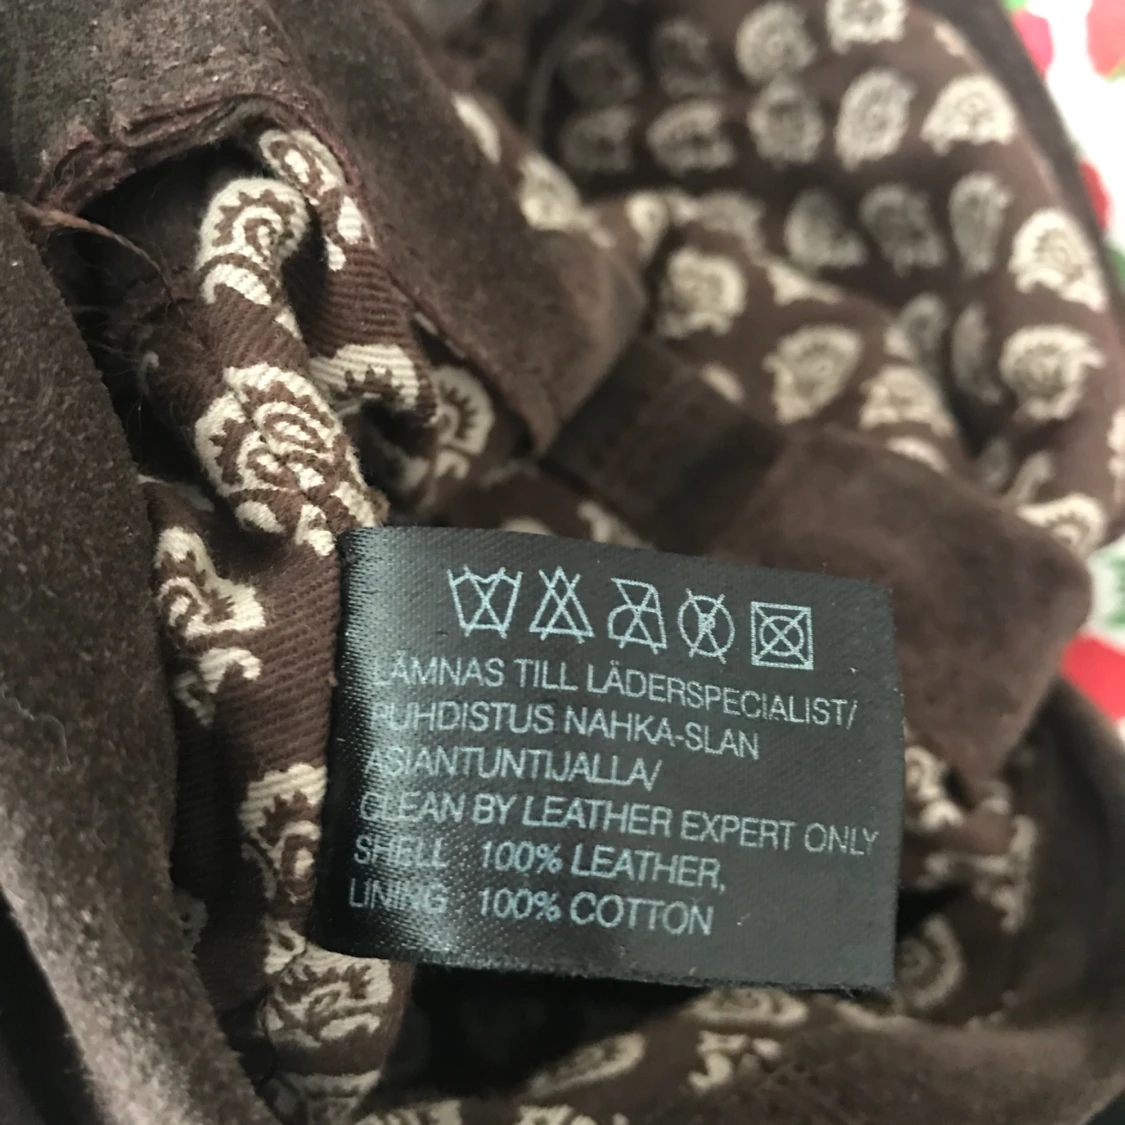 LÄMNAS TILL LÄDERSPECIALIST/
PUHDISTUS NAHKA-SLAN
ASIANTUNTIJALLA/
CLEAN BY LEATHER EXPERT ONLY
SHELL 100% LEATHER,
LINING : 100% COTTON